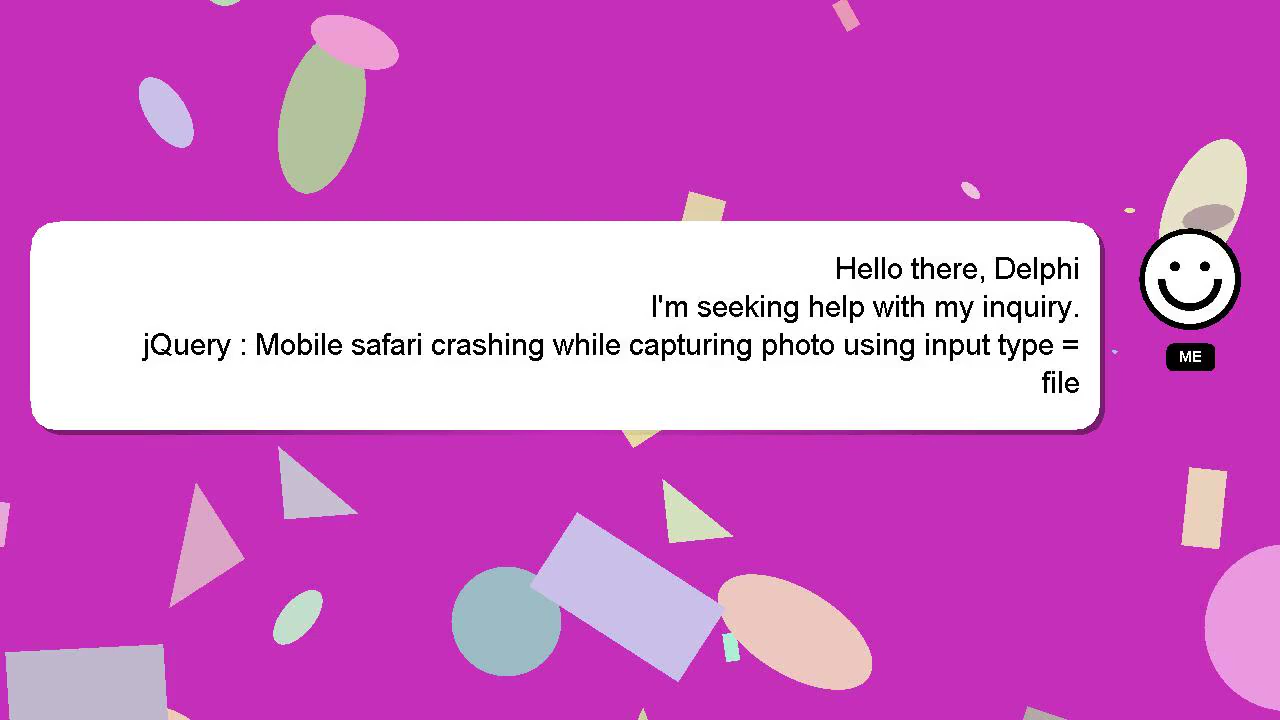 Hello there, Delphi
I'm seeking help with my inquiry.
jQuery : Mobile safari crashing while capturing photo using input type =
file
ME